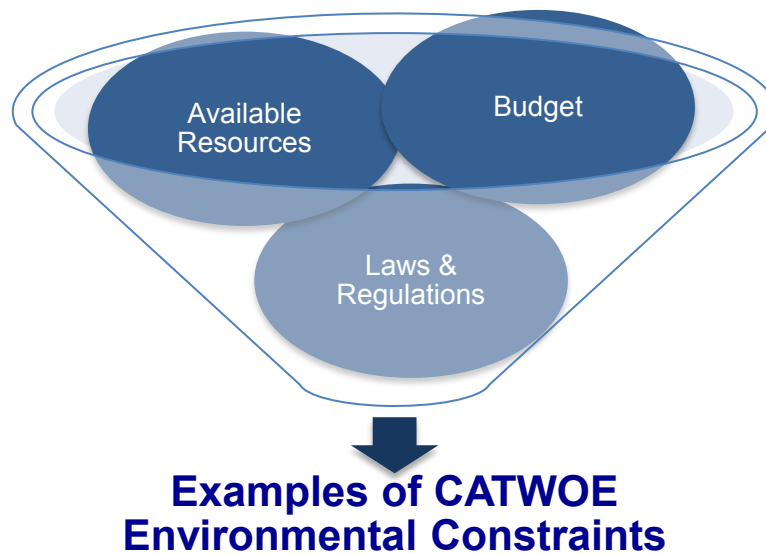 Available
Resources
Budget
Laws &
Regulations
Examples of CATWOE
Environmental Constraints